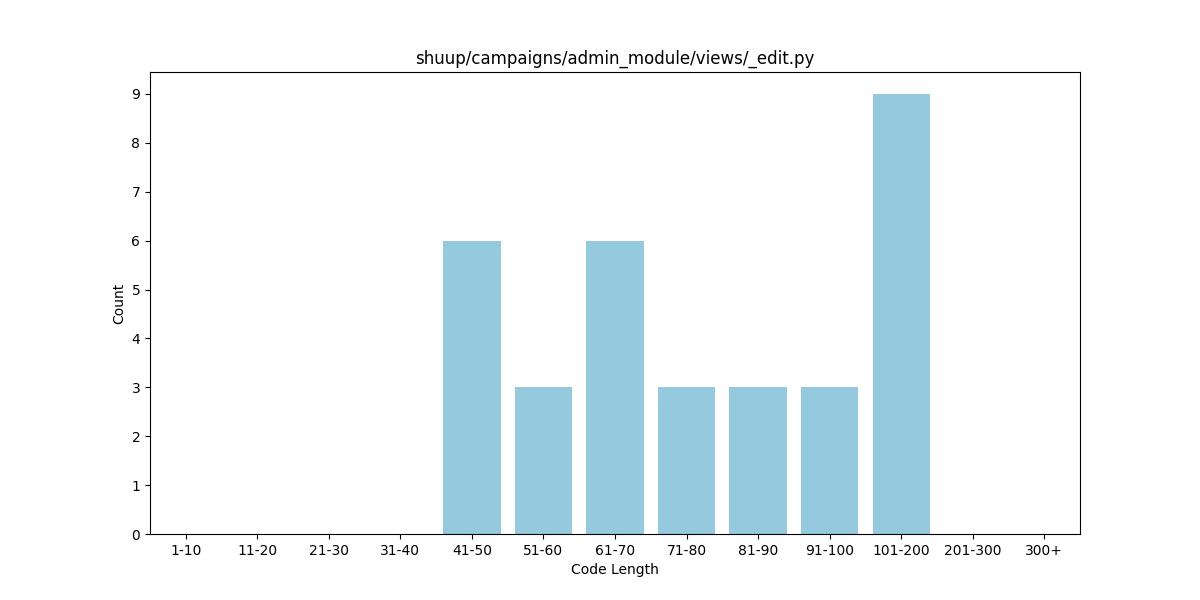 shuup/campaigns/admin_module/views/_edit.py
9
8
7
6
5
4
3
2
1
0
Count
1-10 11-20 21-30 31-40 41-50 51-60 61-70 71-80 81-90 91-100 101-200 201-300 300+
Code Length